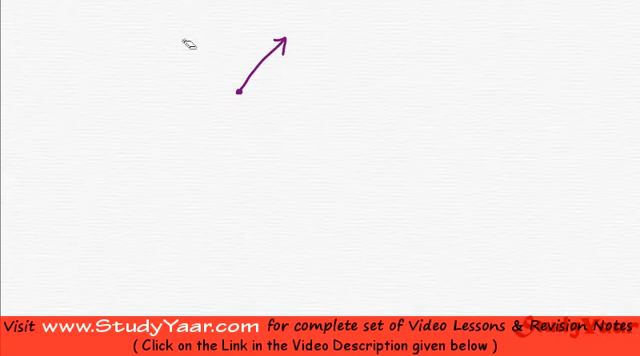 Visit www.StudyYaar.com for complete set of Video Lessons & Revision Notes
( Click on the Link in the Video Description given below )
StudyYaar